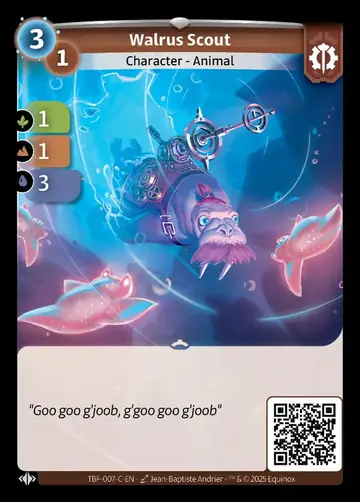 3
Walrus Scout
1
Character - Animal
1
1
3
"Goo goo g'joob, g'goo goo g'joob"
TBF-007-C-EN - Jean-Baptiste Andrier - ™ & © 2025 Equinox